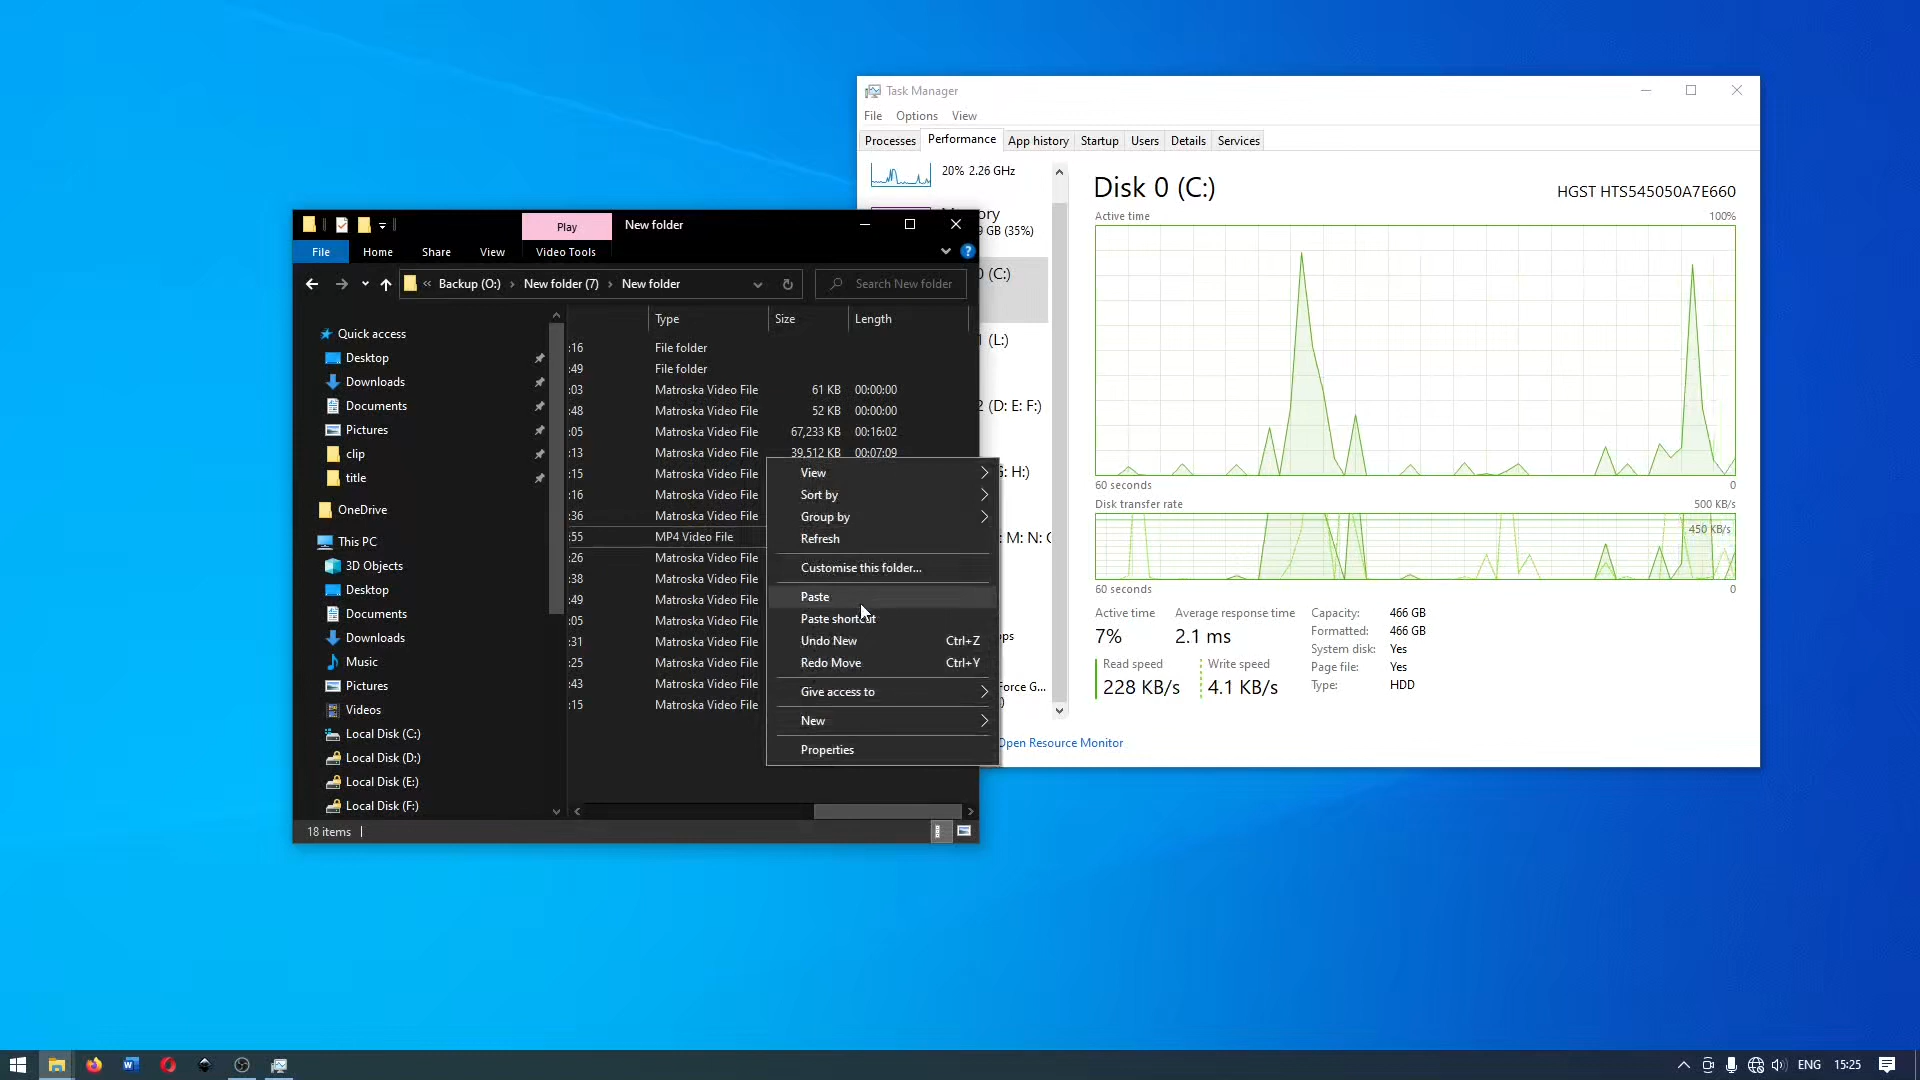 Task Manager
File Options View
Processes Performance App history Startup Users Details Services
20% 2.26 GHz
GB (35%)
(C:)
(L:)
(D: E: F:)
H:)
M: N:
Disk 0 (C:)
HGST HTS545050A7E660
Active time
100%
60 seconds
0
Disk transfer rate
500 KB/s
450 KB/s
60 seconds
0
Active time
7%
Average response time
2.1 ms
Read speed
228 KB/s
Write speed
4.1 KB/s
Capacity: 466 GB
Formatted: 466 GB
System disk: Yes
Page file: Yes
Type: HDD
Open Resource Monitor
Play
New folder
File Home Share View Video Tools
« Backup (O:) › New folder (7) › New folder
Search New folder
Quick access
Desktop
Downloads
Documents
Pictures
clip
title
OneDrive
This PC
3D Objects
Desktop
Documents
Downloads
Music
Pictures
Videos
Local Disk (C:)
Local Disk (D:)
Local Disk (E:)
Local Disk (F:)
Type Size Length
:16 File folder
:49 File folder
:03 Matroska Video File 61 KB 00:00:00
:48 Matroska Video File 52 KB 00:00:00
:05 Matroska Video File 67,233 KB 00:16:02
:13 Matroska Video File 39,512 KB 00:07:09
:15 Matroska Video File
:16 Matroska Video File
:36 Matroska Video File
:55 MP4 Video File
:26 Matroska Video File
:38 Matroska Video File
:49 Matroska Video File
:05 Matroska Video File
:31 Matroska Video File
:25 Matroska Video File
:43 Matroska Video File
:15 Matroska Video File
18 items
View
Sort by
Group by
Refresh
Customise this folder...
Paste
Paste shortcut
Undo New Ctrl+Z
Redo Move Ctrl+Y
Give access to
New
Properties
ENG 15:25